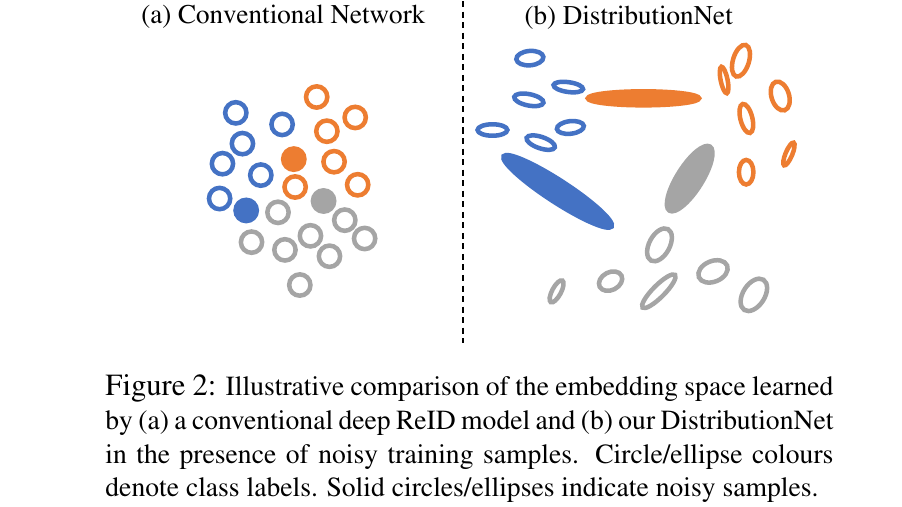 (a) Conventional Network
(b) DistributionNet
Figure 2: Illustrative comparison of the embedding space learned
by (a) a conventional deep ReID model and (b) our DistributionNet
in the presence of noisy training samples. Circle/ellipse colours
denote class labels. Solid circles/ellipses indicate noisy samples.